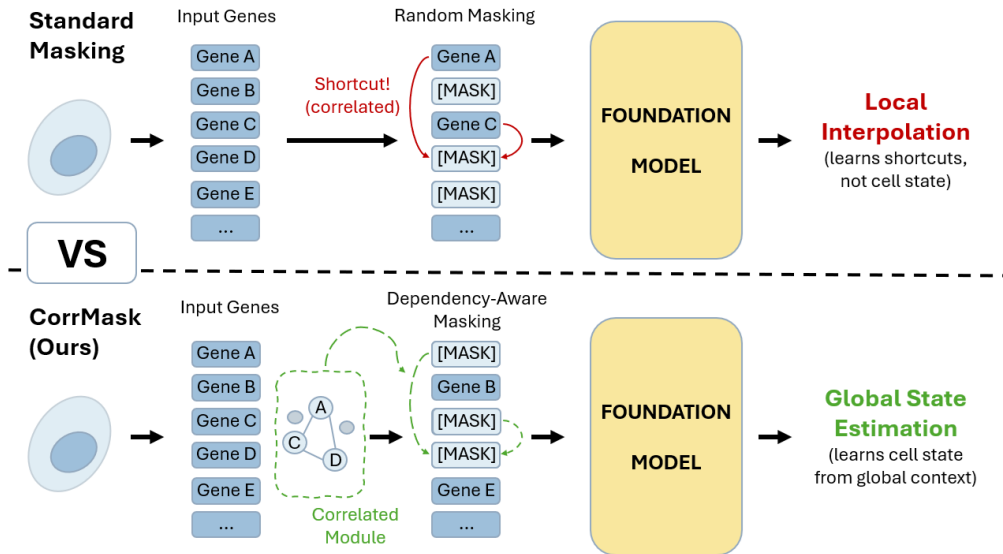 Standard
Masking
Input Genes
Gene A
Gene B
Gene C
Gene D
Gene E
...
Shortcut!
(correlated)
Random Masking
Gene A
[MASK]
Gene C
[MASK]
[MASK]
...
FOUNDATION
MODEL
Local
Interpolation
(learns shortcuts,
not cell state)
VS
CorrMask
(Ours)
Input Genes
Gene A
Gene B
Gene C
Gene D
Gene E
...
A
C
D
Correlated
Module
Dependency-Aware
Masking
[MASK]
Gene B
[MASK]
[MASK]
Gene E
...
FOUNDATION
MODEL
Global State
Estimation
(learns cell state
from global context)